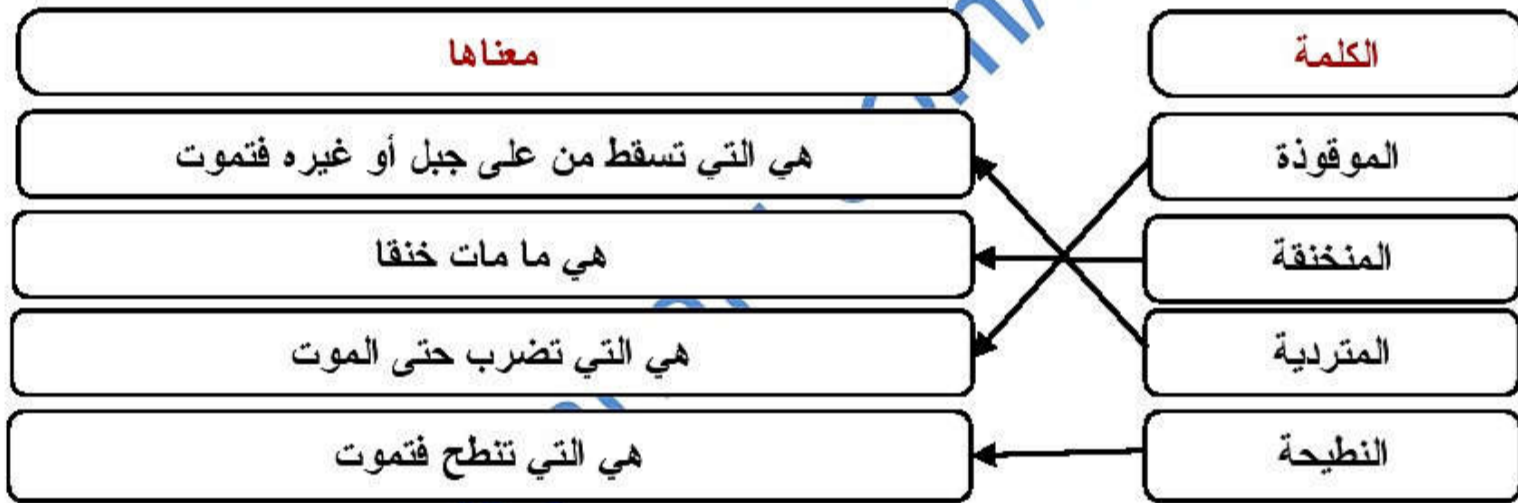 الكلمة
معناها
الموقوذة
هي التي تسقط من على جبل أو غيره فتموت
المنخنقة
هي ما مات خنقا
المتردية
هي التي تضرب حتى الموت
النطيحة
هي التي تنطح فتموت